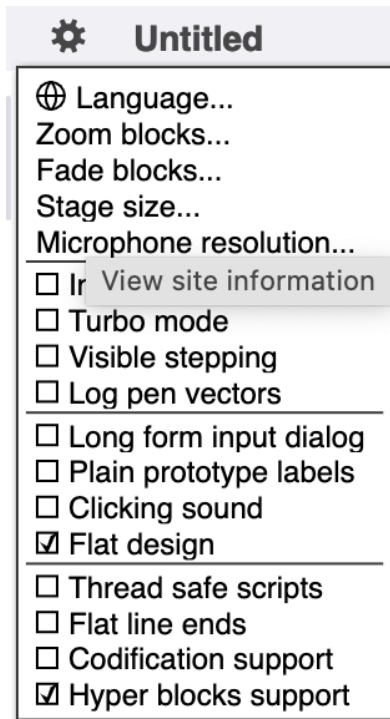 Untitled
Language...
Zoom blocks...
Fade blocks...
Stage size...
Microphone resolution...
View site information
Turbo mode
Visible stepping
Log pen vectors
Long form input dialog
Plain prototype labels
Clicking sound
Flat design
Thread safe scripts
Flat line ends
Codification support
Hyper blocks support